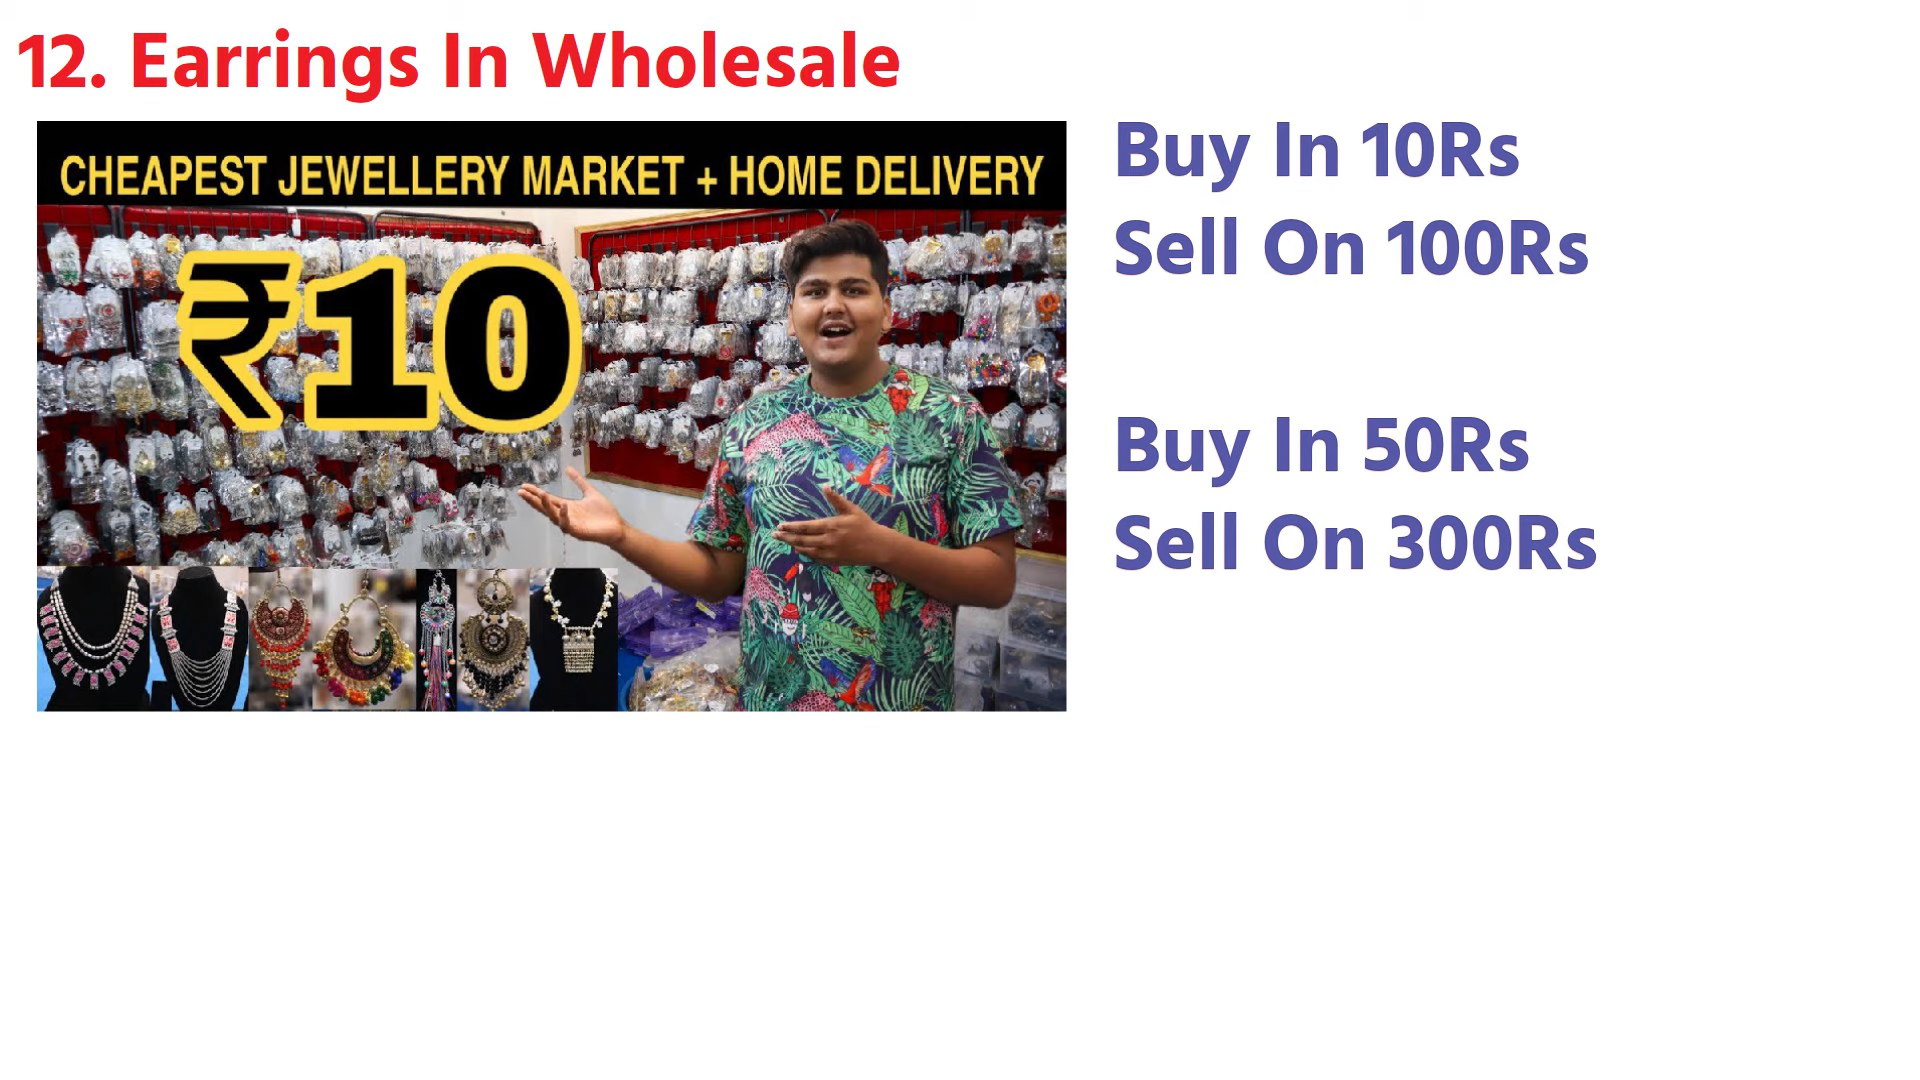 12. Earrings In Wholesale
CHEAPEST JEWELLERY MARKET + HOME DELIVERY
₹10
Buy In 10Rs
Sell On 100Rs
Buy In 50Rs
Sell On 300Rs